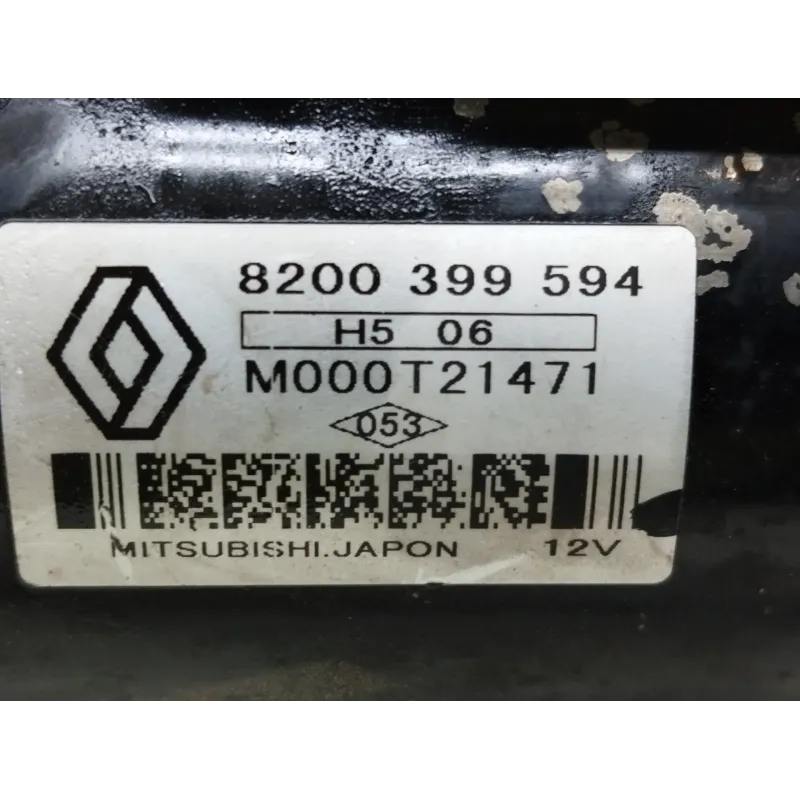 8200 399 594
H5 06
M000T21471
053
MITSUBISHI.JAPON 12V